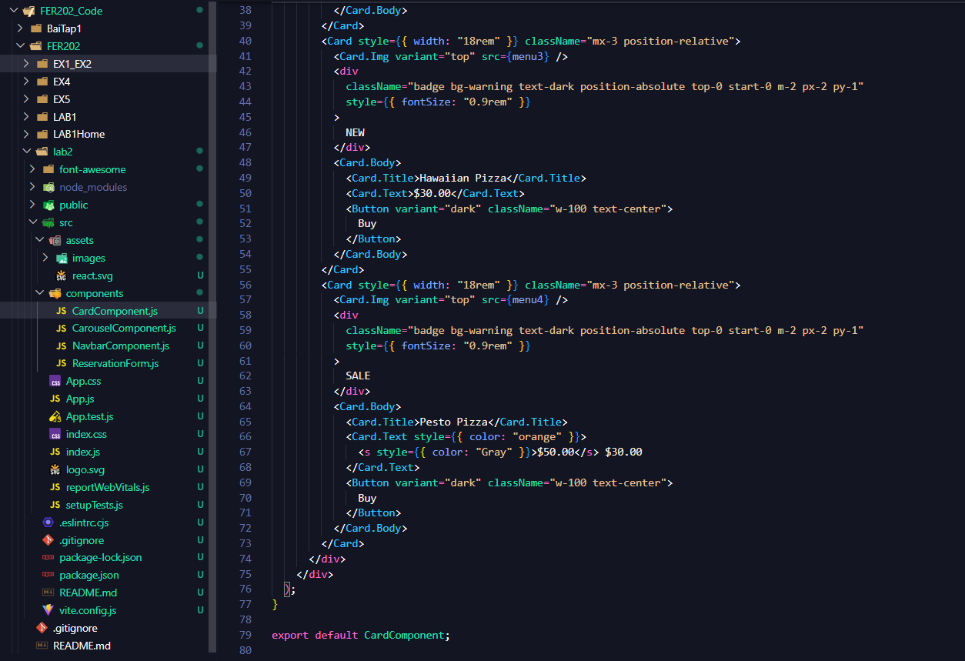 FER202_Code
BaiTap1
FER202
EX1_EX2
EX4
EX5
LAB1
LAB1Home
lab2
font-awesome
node_modules
public
src
assets
images
react.svg U
components
JS CardComponent.js U
JS CarouselComponent.js U
JS NavbarComponent.js U
JS ReservationForm.js U
App.css U
JS App.js U
App.test.js U
index.css U
JS index.js U
logo.svg U
JS reportWebVitals.js U
JS setupTests.js U
.eslintrc.cjs U
.gitignore U
package-lock.json U
package.json U
README.md U
vite.config.js U
.gitignore
README.md
38 </Card.Body>
39 </Card>
40 <Card style={{ width: "18rem" }} className="mx-3 position-relative">
41 <Card.Img variant="top" src={menu3} />
42 <div
43 className="badge bg-warning text-dark position-absolute top-0 start-0 m-2 px-2 py-1"
44 style={{ fontSize: "0.9rem" }}
45 >
46 NEW
47 </div>
48 <Card.Body>
49 <Card.Title>Hawaiian Pizza</Card.Title>
50 <Card.Text>$30.00</Card.Text>
51 <Button variant="dark" className="w-100 text-center">
52 Buy
53 </Button>
54 </Card.Body>
55 </Card>
56 <Card style={{ width: "18rem" }} className="mx-3 position-relative">
57 <Card.Img variant="top" src={menu4} />
58 <div
59 className="badge bg-warning text-dark position-absolute top-0 start-0 m-2 px-2 py-1"
60 style={{ fontSize: "0.9rem" }}
61 >
62 SALE
63 </div>
64 <Card.Body>
65 <Card.Title>Pesto Pizza</Card.Title>
66 <Card.Text style={{ color: "orange" }}>
67 <s style={{ color: "Gray" }}>$50.00</s> $30.00
68 </Card.Text>
69 <Button variant="dark" className="w-100 text-center">
70 Buy
71 </Button>
72 </Card.Body>
73 </Card>
74 </div>
75 </div>
76 );
77 }
78
79 export default CardComponent;
80